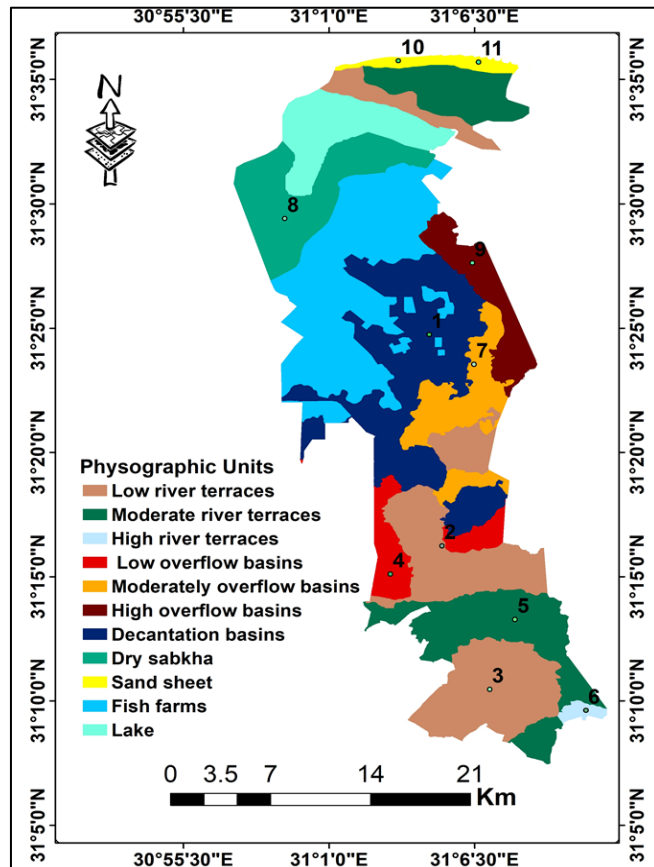 30°55'30"E 31°1'0"E 31°6'30"E
N
10 11
31°35'0"N 31°35'0"N
31°30'0"N 31°30'0"N
8
9
31°25'0"N 31°25'0"N
1
7
31°20'0"N 31°20'0"N
Physographic Units
Low river terraces
Moderate river terraces
High river terraces
Low overflow basins
Moderately overflow basins
High overflow basins
Decantation basins
Dry sabkha
Sand sheet
Fish farms
Lake
2
4
31°15'0"N 31°15'0"N
5
3
6
31°10'0"N 31°10'0"N
0 3.5 7 14 21
Km
31°5'0"N 31°5'0"N
30°55'30"E 31°1'0"E 31°6'30"E